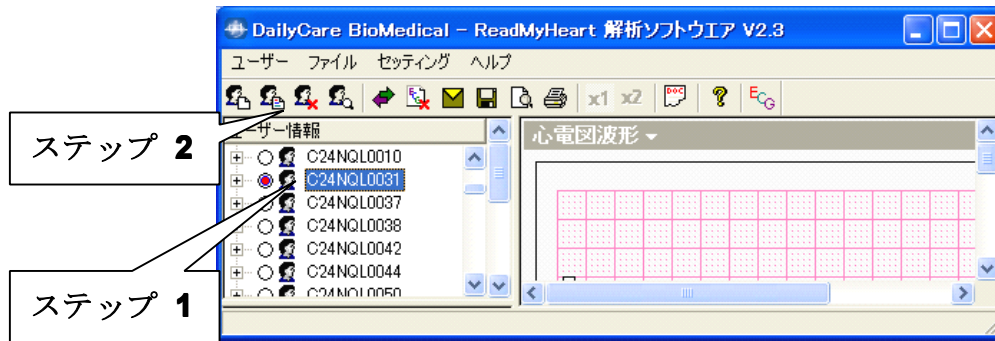 DailyCare BioMedical - ReadMyHeart 解析ソフトウエア V2.3
ユーザー ファイル セッティング ヘルプ
x1 x2 DOC ? ECG
ステップ 2
ユーザー情報
心電図波形
C24NQL0010
C24NQL0031
C24NQL0037
C24NQL0038
C24NQL0042
C24NQL0044
C24NQL0050
ステップ 1